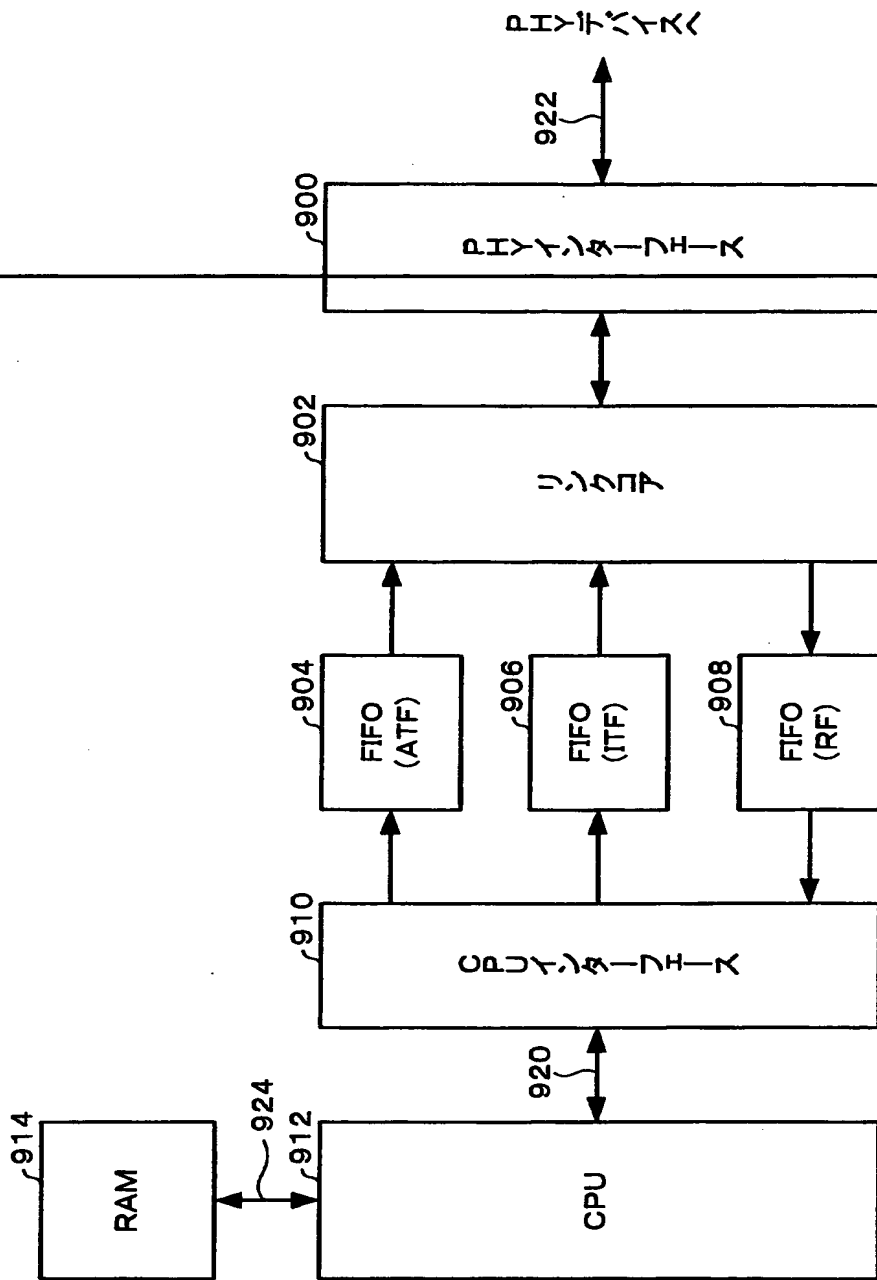 914
RAM
924
912
CPU
920
910
CPUインターフェース
904
FIFO
(ATF)
906
FIFO
(ITF)
908
FIFO
(RF)
902
リンクコア
900
PHYインターフェース
922
PHYデバイスへ